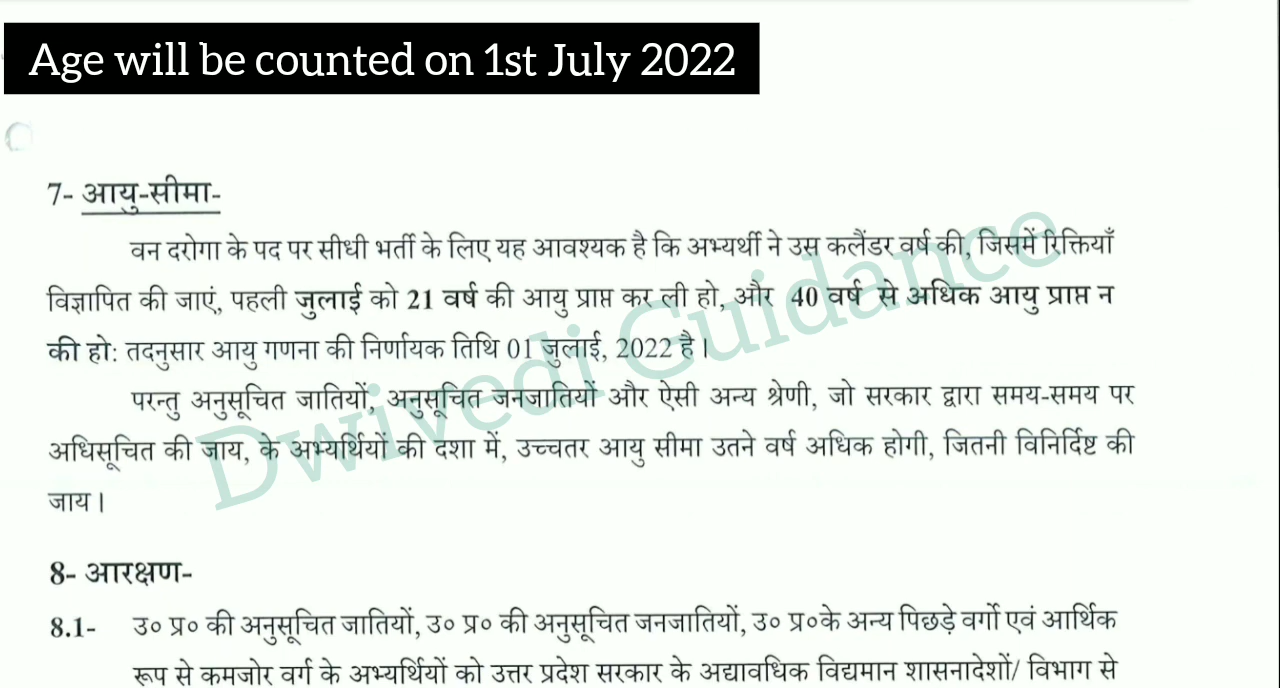 Age will be counted on 1st July 2022
7- आयु-सीमा-
वन दरोगा के पद पर सीधी भर्ती के लिए यह आवश्यक है कि अभ्यर्थी ने उस कलैंडर वर्ष की, जिसमें रिक्तियाँ
विज्ञापित की जाएं, पहली जुलाई को 21 वर्ष की आयु प्राप्त कर ली हो, और 40 वर्ष से अधिक आयु प्राप्त न
की हो: तदनुसार आयु गणना की निर्णायक तिथि 01 जुलाई, 2022 है।
परन्तु अनुसूचित जातियों, अनुसूचित जनजातियों और ऐसी अन्य श्रेणी, जो सरकार द्वारा समय-समय पर
अधिसूचित की जाय, के अभ्यर्थियों की दशा में, उच्चतर आयु सीमा उतने वर्ष अधिक होगी, जितनी विनिर्दिष्ट की
जाय।
Dwivedi Guidance
8- आरक्षण-
8.1- उ० प्र० की अनुसूचित जातियों, उ० प्र० की अनुसूचित जनजातियों, उ० प्र०के अन्य पिछड़े वर्गो एवं आर्थिक
रूप से कमजोर वर्ग के अभ्यर्थियों को उत्तर प्रदेश सरकार के अद्यावधिक विद्यमान शासनादेशों/ विभाग से